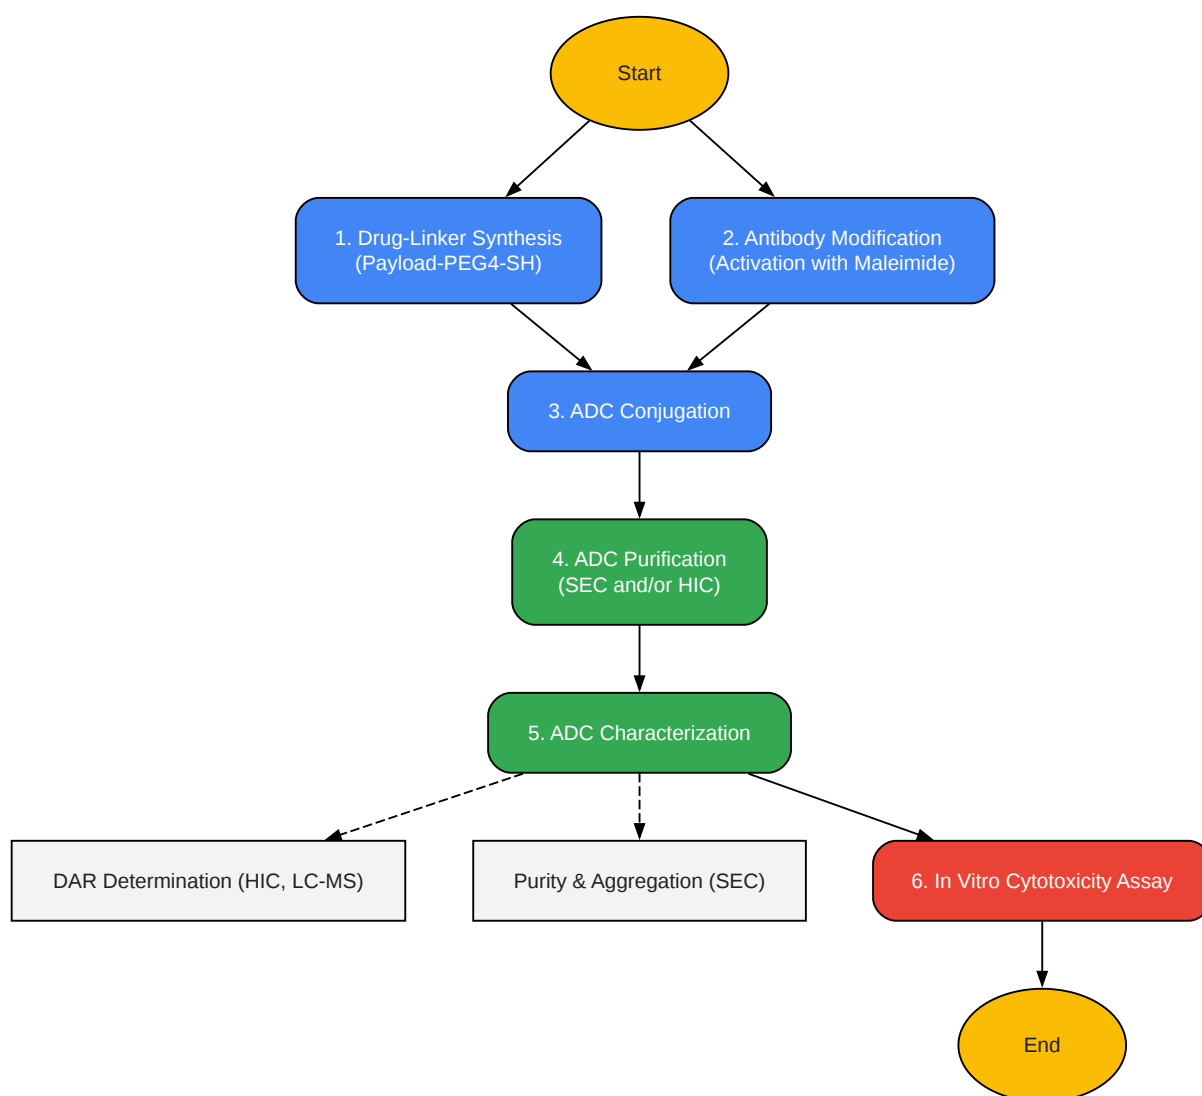 Start
1. Drug-Linker Synthesis
(Payload-PEG4-SH)
2. Antibody Modification
(Activation with Maleimide)
3. ADC Conjugation
4. ADC Purification
(SEC and/or HIC)
5. ADC Characterization
DAR Determination (HIC, LC-MS)
Purity & Aggregation (SEC)
6. In Vitro Cytotoxicity Assay
End